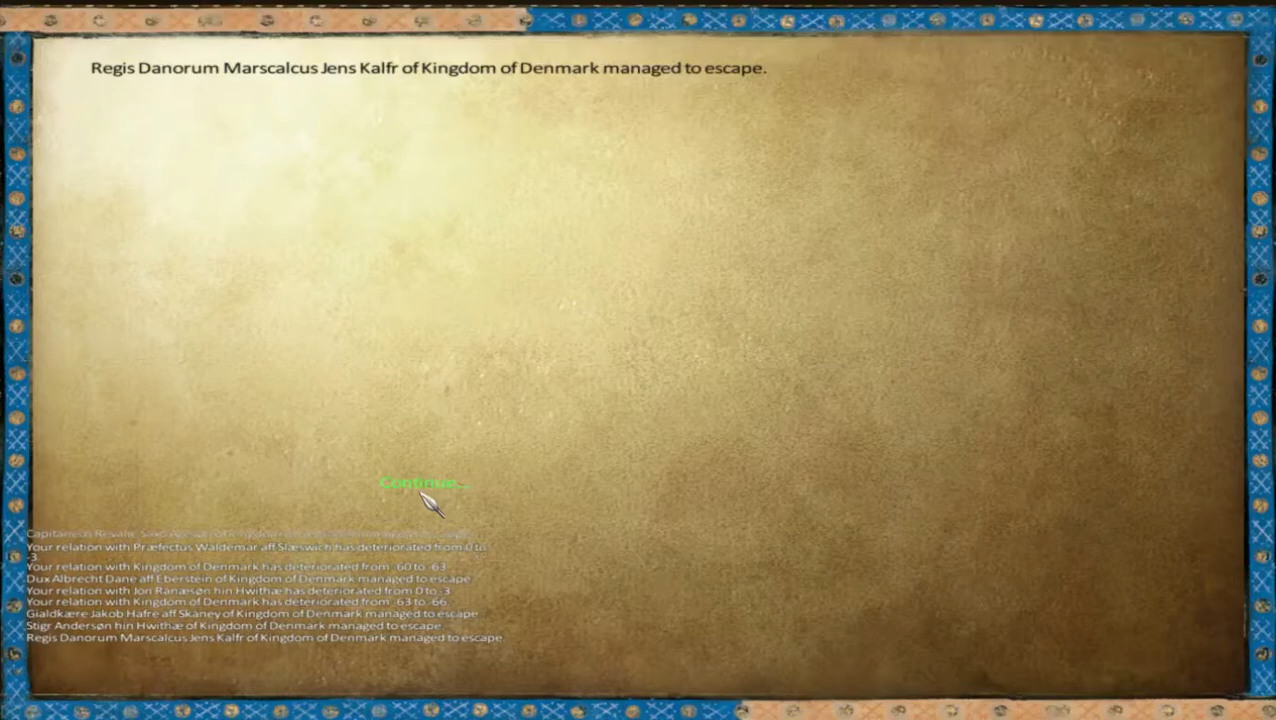 Regis Danorum Marscalcus Jens Kalfr of Kingdom of Denmark managed to escape.
Continue...
Your relation with Præfectus Waldemar aff Slæswich has deteriorated from 0 to
-3.
Your relation with Kingdom of Denmark has deteriorated from -60 to -63.
Dux Albrecht Dane aff Eberstein of Kingdom of Denmark managed to escape.
Your relation with Jon Ranæsøn hin Hwithæ has deteriorated from 0 to -3.
Your relation with Kingdom of Denmark has deteriorated from -63 to -66.
Gialdkære Jakob Hafre aff Skåney of Kingdom of Denmark managed to escape.
Stigr Andersøn hin Hwithæ of Kingdom of Denmark managed to escape.
Regis Danorum Marscalcus Jens Kalfr of Kingdom of Denmark managed to escape.